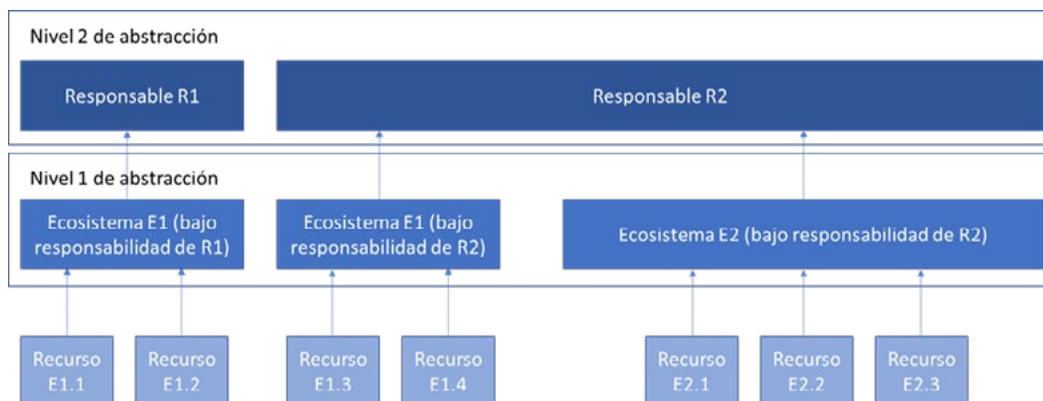 Nivel 2 de abstracción
Responsable R1
Responsable R2
Nivel 1 de abstracción
Ecosistema E1 (bajo
responsabilidad de R1)
Ecosistema E1 (bajo
responsabilidad de R2)
Ecosistema E2 (bajo responsabilidad de R2)
Recurso
E1.1
Recurso
E1.2
Recurso
E1.3
Recurso
E1.4
Recurso
E2.1
Recurso
E2.2
Recurso
E2.3